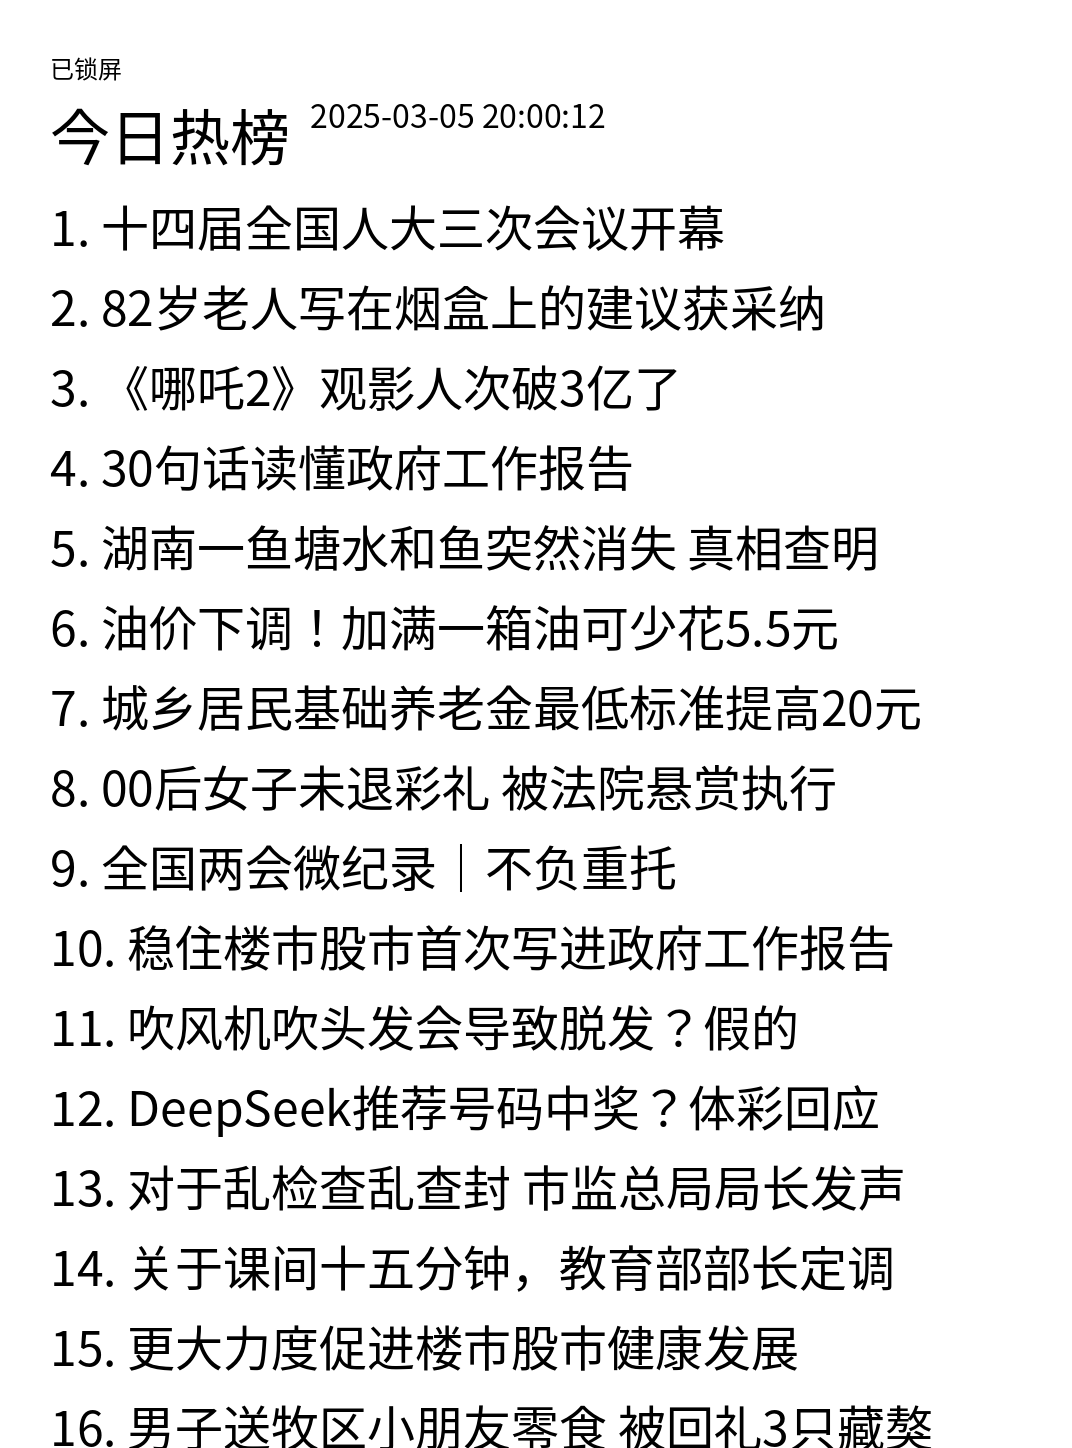 已锁屏
今日热榜 2025-03-05 20:00:12
1. 十四届全国人大三次会议开幕
2. 82岁老人写在烟盒上的建议获采纳
3. 《哪吒2》观影人次破3亿了
4. 30句话读懂政府工作报告
5. 湖南一鱼塘水和鱼突然消失 真相查明
6. 油价下调！加满一箱油可少花5.5元
7. 城乡居民基础养老金最低标准提高20元
8. 00后女子未退彩礼 被法院悬赏执行
9. 全国两会微纪录｜不负重托
10. 稳住楼市股市首次写进政府工作报告
11. 吹风机吹头发会导致脱发？假的
12. DeepSeek推荐号码中奖？体彩回应
13. 对于乱检查乱查封 市监总局局长发声
14. 关于课间十五分钟，教育部部长定调
15. 更大力度促进楼市股市健康发展
16. 男子送牧区小朋友零食 被回礼3只藏獒